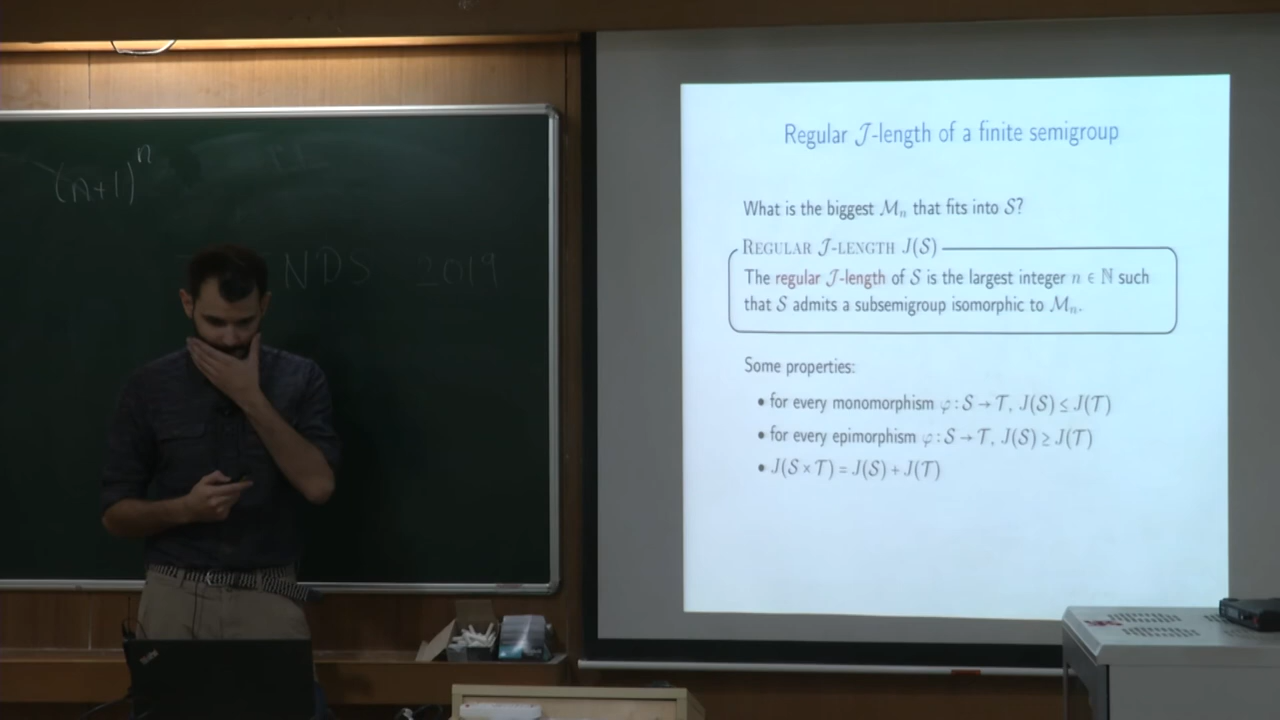 (n+1)^n
NDS 2019
Regular 𝒥-length of a finite semigroup
What is the biggest ℳₙ that fits into 𝒮?
REGULAR 𝒥-LENGTH J(𝒮)
The regular 𝒥-length of 𝒮 is the largest integer n ∈ ℕ such
that 𝒮 admits a subsemigroup isomorphic to ℳₙ.
Some properties:
• for every monomorphism φ : 𝒮 → 𝒯, J(𝒮) ≤ J(𝒯)
• for every epimorphism φ : 𝒮 → 𝒯, J(𝒮) ≥ J(𝒯)
• J(𝒮 × 𝒯) = J(𝒮) + J(𝒯)